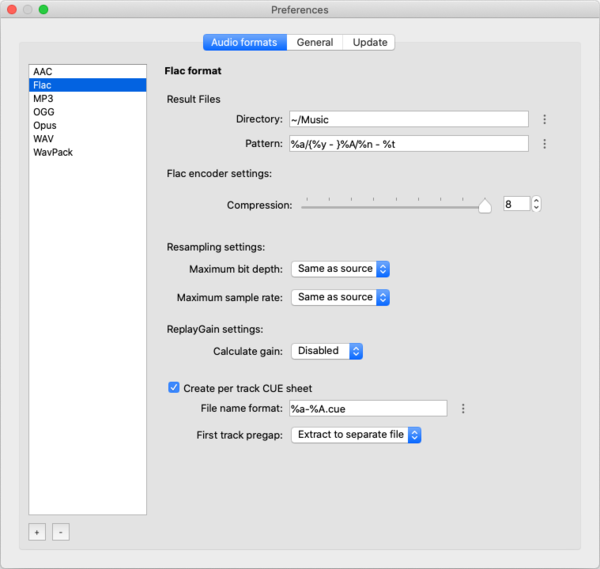 Preferences
Audio formats General Update
AAC
Flac
MP3
OGG
Opus
WAV
WavPack
Flac format
Result Files
Directory: ~/Music
Pattern: %a/{%y - }%A/%n - %t
Flac encoder settings:
Compression: 8
Resampling settings:
Maximum bit depth: Same as source
Maximum sample rate: Same as source
ReplayGain settings:
Calculate gain: Disabled
Create per track CUE sheet
File name format: %a-%A.cue
First track pregap: Extract to separate file
+ -